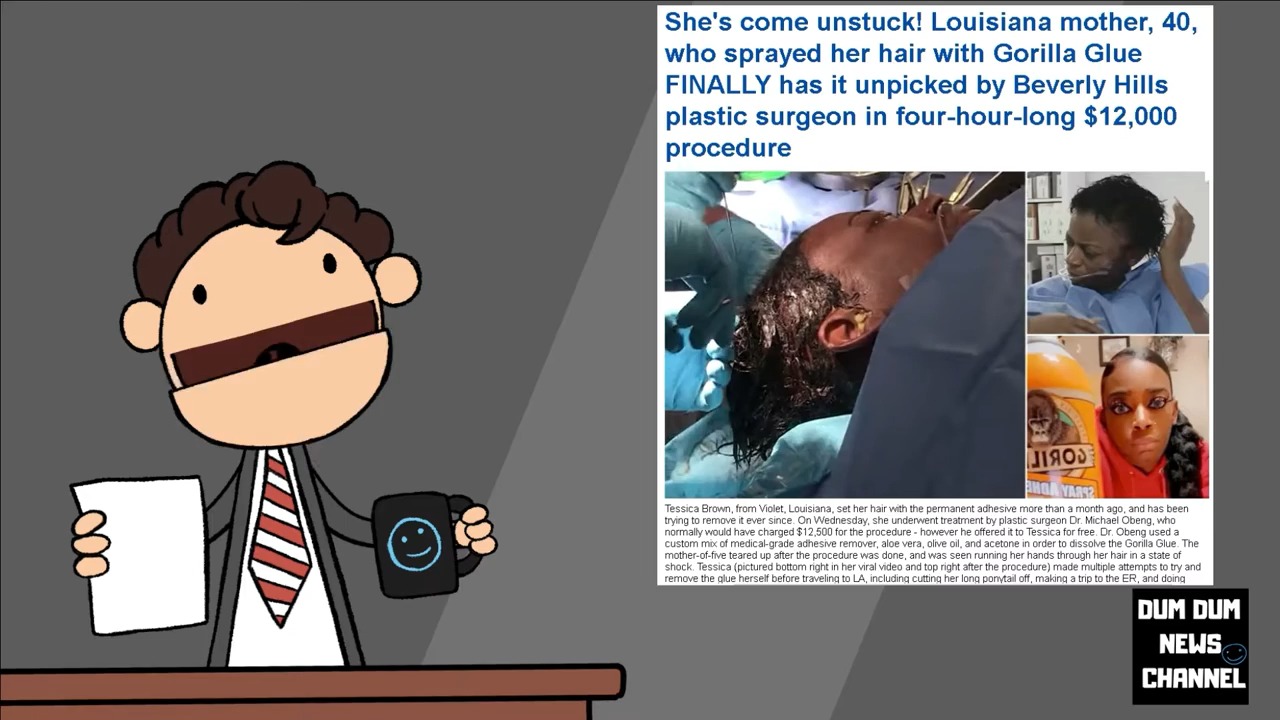 She's come unstuck! Louisiana mother, 40,
who sprayed her hair with Gorilla Glue
FINALLY has it unpicked by Beverly Hills
plastic surgeon in four-hour-long $12,000
procedure
GORIL
SPRAY ADHE
Tessica Brown, from Violet, Louisiana, set her hair with the permanent adhesive more than a month ago, and has been
trying to remove it ever since. On Wednesday, she underwent treatment by plastic surgeon Dr. Michael Obeng, who
normally would have charged $12,500 for the procedure - however he offered it to Tessica for free. Dr. Obeng used a
custom mix of medical-grade adhesive remover, aloe vera, olive oil, and acetone in order to dissolve the Gorilla Glue. The
mother-of-five teared up after the procedure was done, and was seen running her hands through her hair in a state of
shock. Tessica (pictured bottom right in her viral video and top right after the procedure) made multiple attempts to try and
remove the glue herself before traveling to LA, including cutting her long ponytail off, making a trip to the ER, and doing
DUM DUM
NEWS
CHANNEL